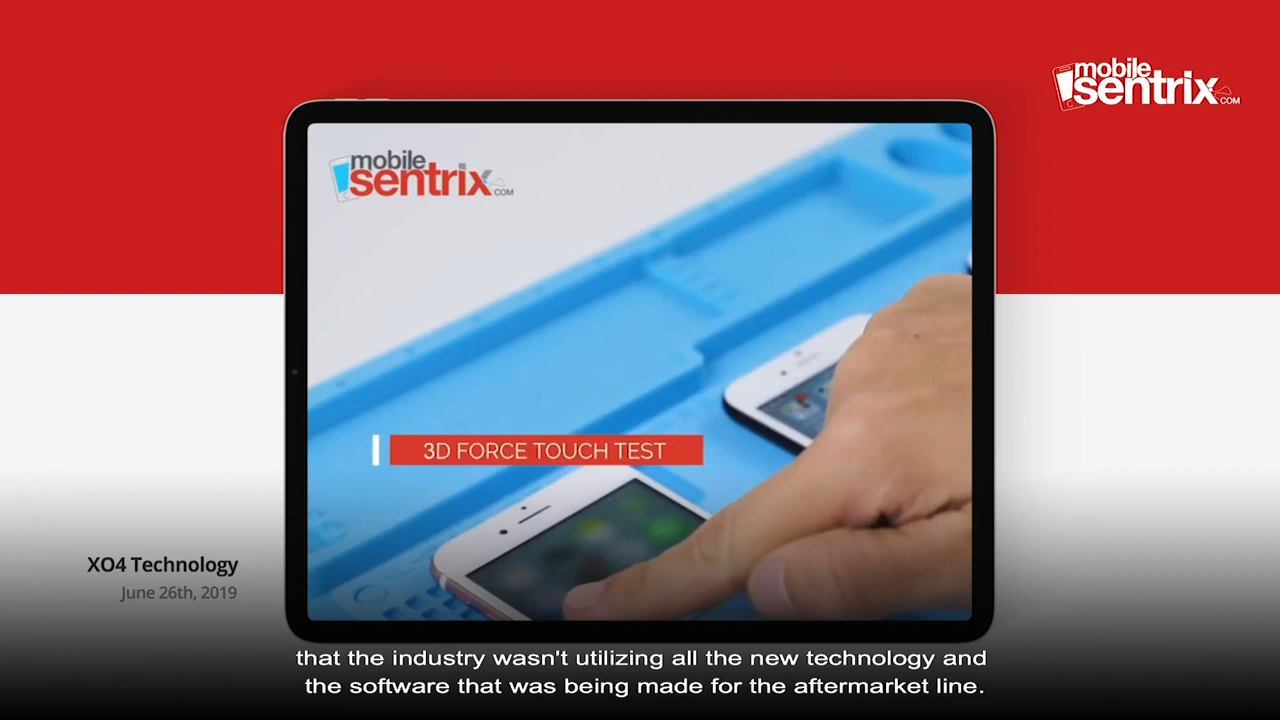 mobile
sentrix.COM
mobile
sentrix.COM
3D FORCE TOUCH TEST
XO4 Technology
June 26th, 2019
that the industry wasn't utilizing all the new technology and
the software that was being made for the aftermarket line.